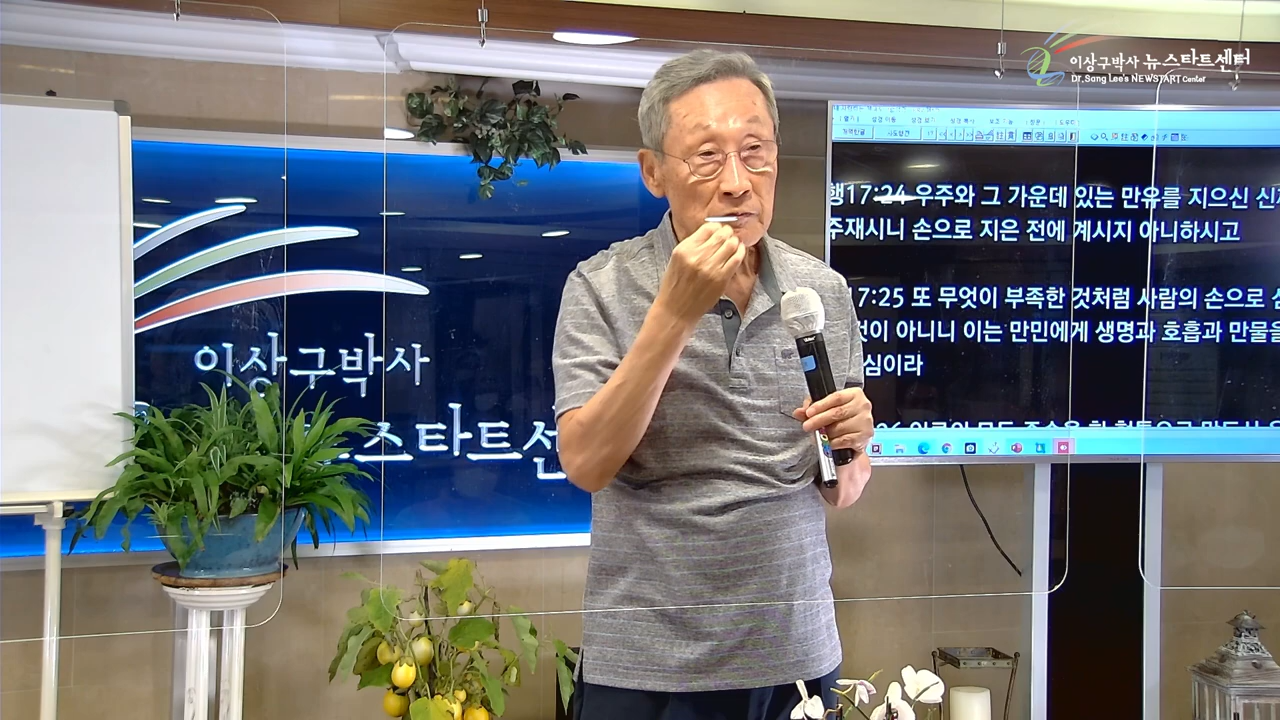 이상구박사 뉴스타트센터
Dr. Sang Lee's NEWSTART Center
이상구박사
뉴스타트센
행17:24 우주와 그 가운데 있는 만유를 지으신 신
주재시니 손으로 지은 전에 계시지 아니하시고
17:25 또 무엇이 부족한 것처럼 사람의 손으로
것이 아니니 이는 만민에게 생명과 호흡과 만물을
심이라